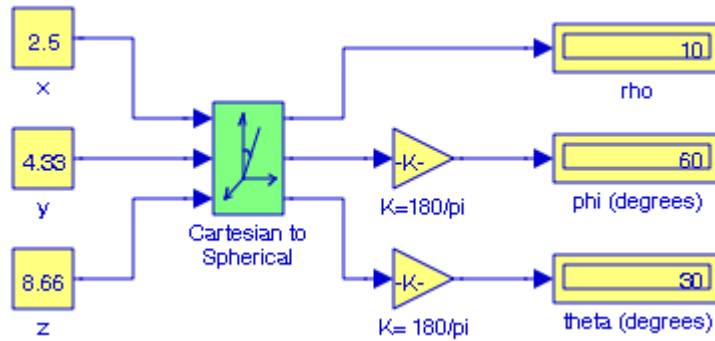 2.5
x
4.33
y
8.66
z
Cartesian to
Spherical
-K-
K=180/pi
-K-
K= 180/pi
10
rho
60
phi (degrees)
30
theta (degrees)